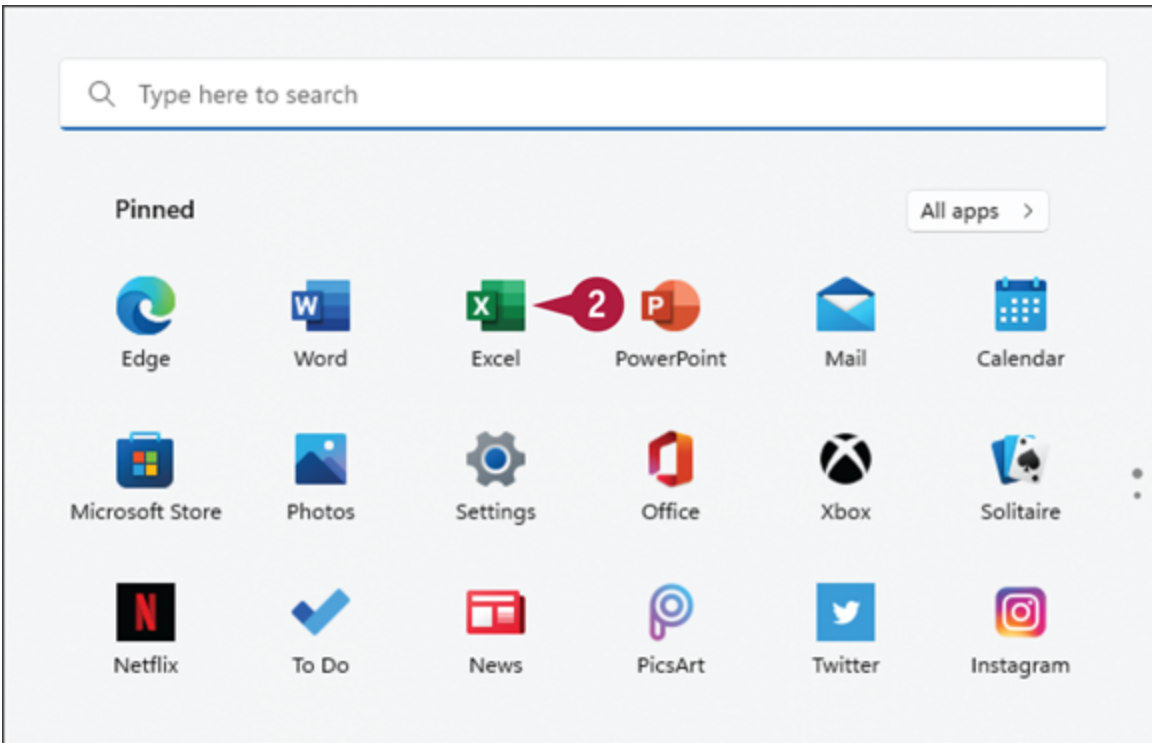 Type here to search
Pinned
All apps >
W
X
2
P
Edge
Word
Excel
PowerPoint
Mail
Calendar
Microsoft Store
Photos
Settings
Office
Xbox
Solitaire
N
Netflix
To Do
News
PicsArt
Twitter
Instagram